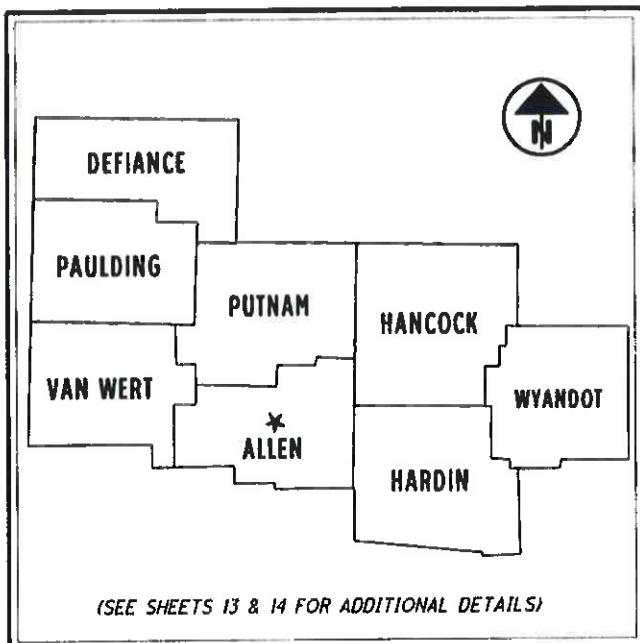 N
DEFIANCE
PAULDING
PUTNAM
HANCOCK
VAN WERT
WYANDOT
ALLEN
HARDIN
(SEE SHEETS 13 & 14 FOR ADDITIONAL DETAILS)